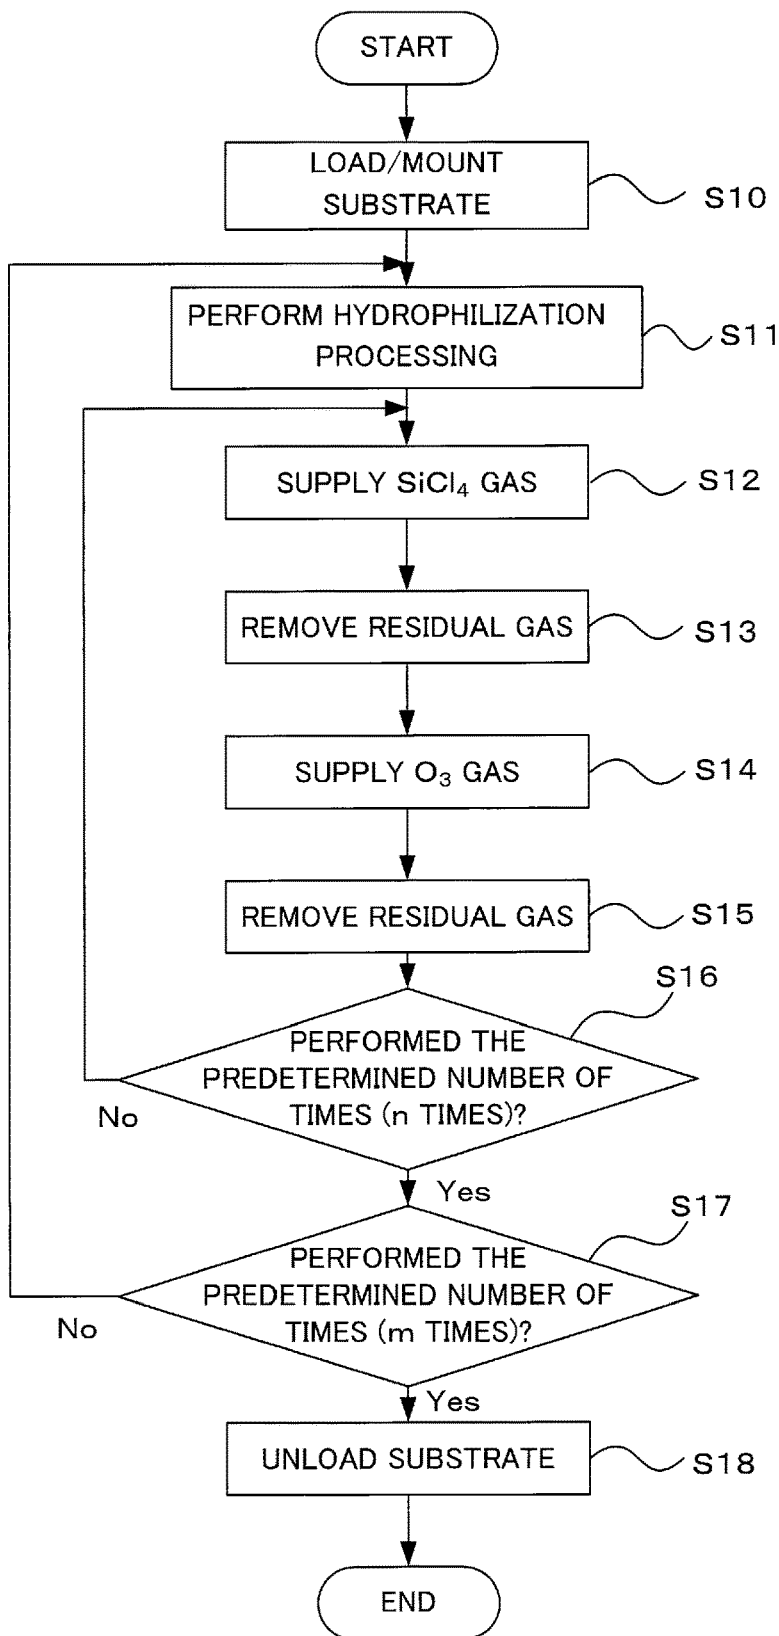 START
LOAD/MOUNT
SUBSTRATE
S10
PERFORM HYDROPHILIZATION
PROCESSING
S11
SUPPLY SiCl₄ GAS
S12
REMOVE RESIDUAL GAS
S13
SUPPLY O₃ GAS
S14
REMOVE RESIDUAL GAS
S15
S16
PERFORMED THE
PREDETERMINED NUMBER OF
TIMES (n TIMES)?
No
Yes
S17
PERFORMED THE
PREDETERMINED NUMBER OF
TIMES (m TIMES)?
No
Yes
UNLOAD SUBSTRATE
S18
END